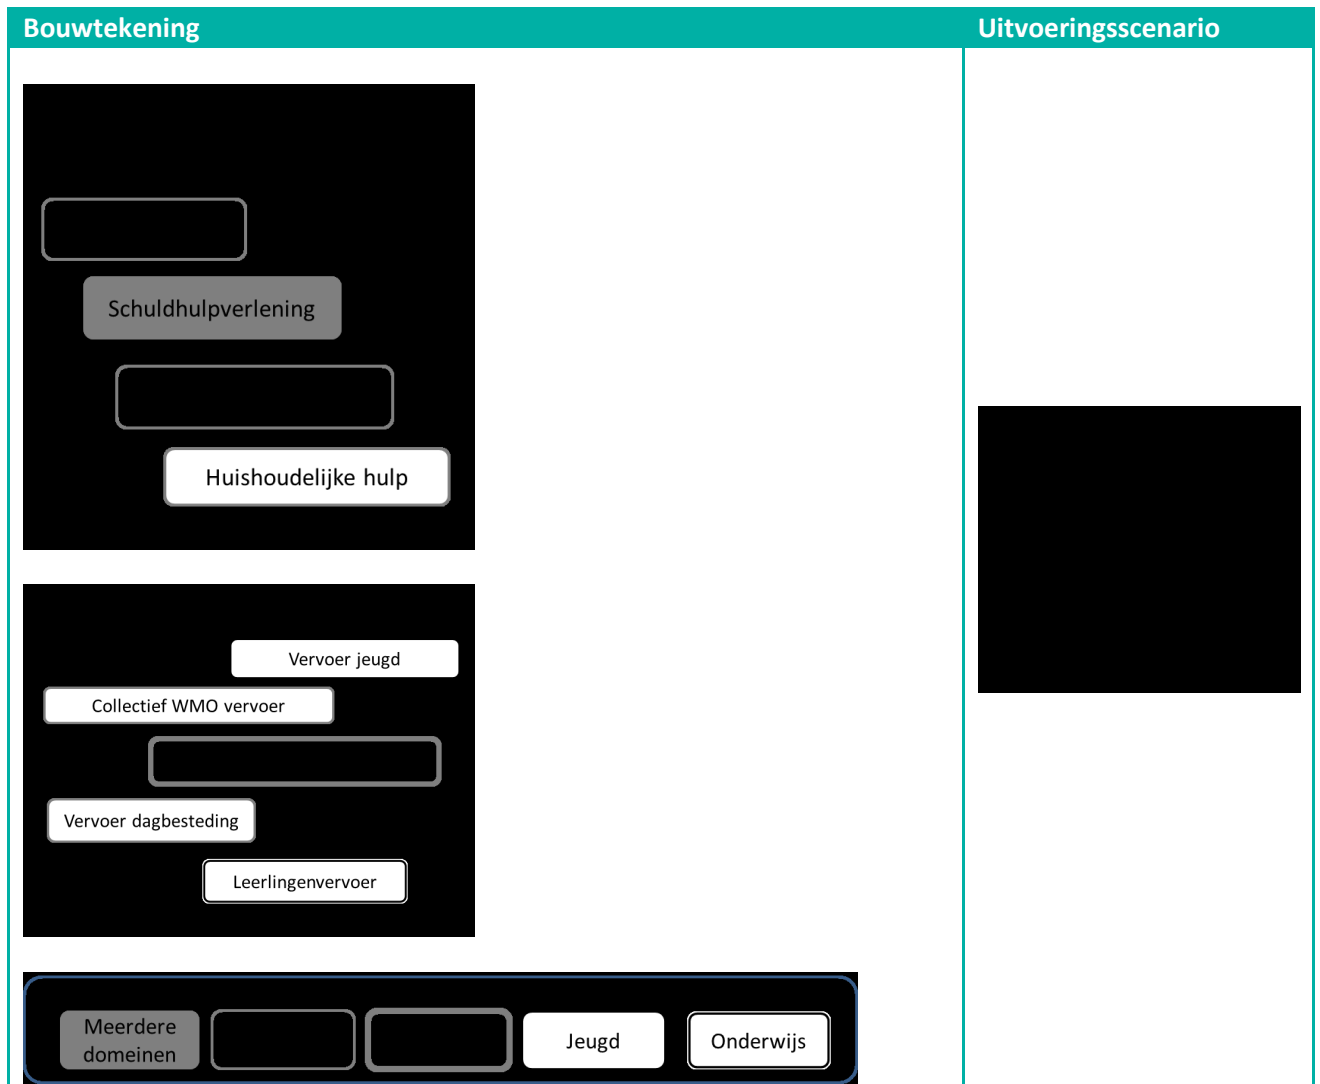 Bouwtekening
Uitvoeringsscenario
Schuldhulpverlening
Huishoudelijke hulp
Vervoer jeugd
Collectief WMO vervoer
Vervoer dagbesteding
Leerlingenvervoer
Meerdere
domeinen
Jeugd
Onderwijs